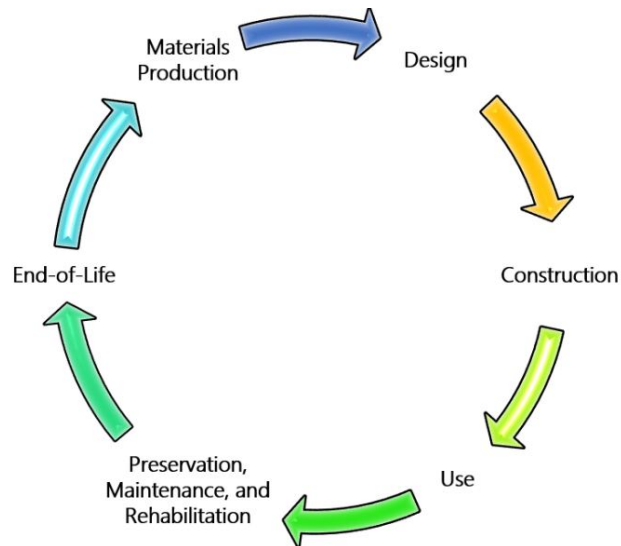 Materials
Production
Design
Construction
Use
Preservation,
Maintenance, and
Rehabilitation
End-of-Life